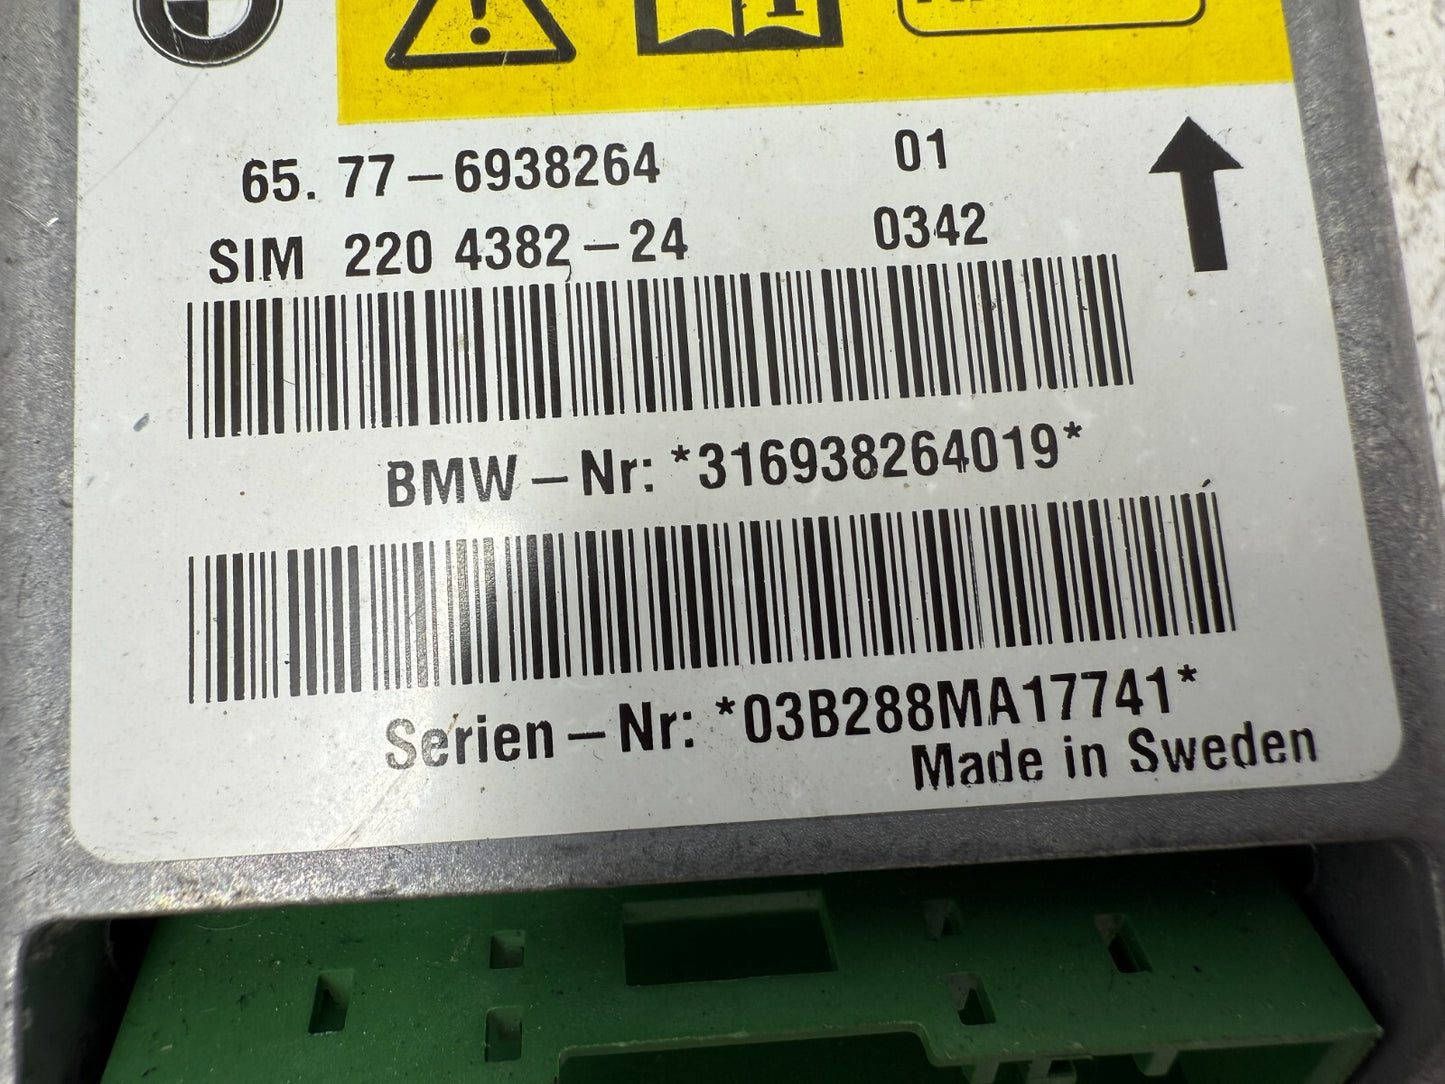 65. 77-6938264 01
SIM 220 4382-24 0342
BMW-Nr: *316938264019*
Serien-Nr: *03B288MA17741*
Made in Sweden